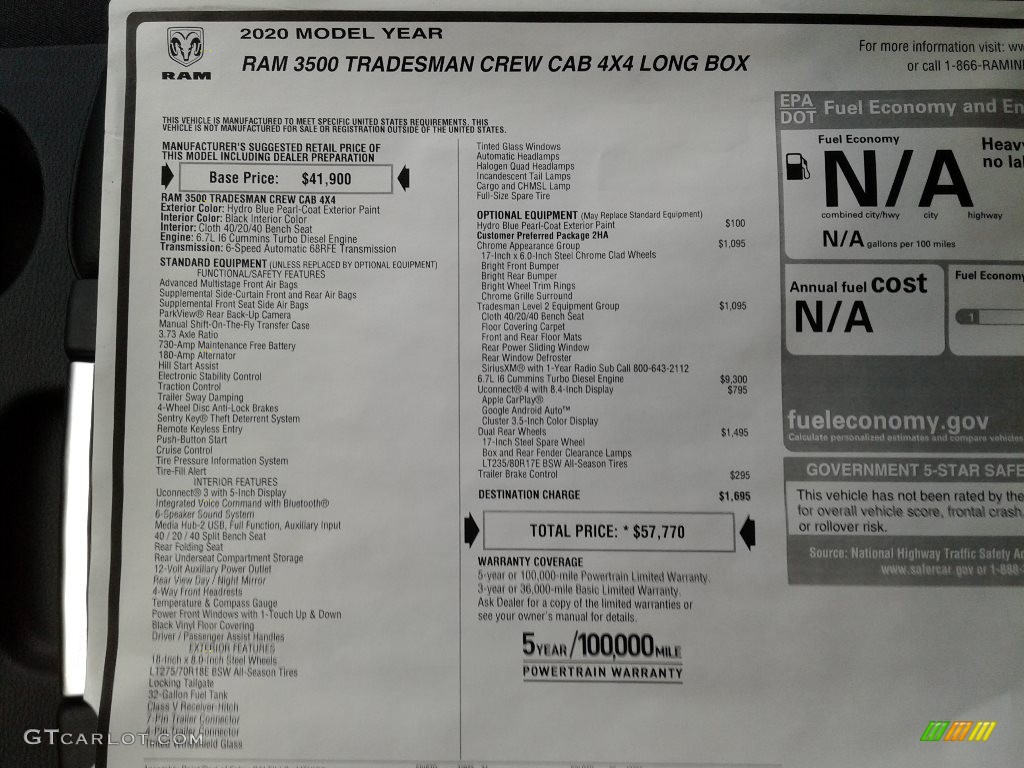 RAM
2020 MODEL YEAR
RAM 3500 TRADESMAN CREW CAB 4X4 LONG BOX
For more information visit:
or call 1-866-RAMIN
THIS VEHICLE IS MANUFACTURED TO MEET SPECIFIC UNITED STATES REQUIREMENTS. THIS
VEHICLE IS NOT MANUFACTURED FOR SALE OR REGISTRATION OUTSIDE OF THE UNITED STATES.
MANUFACTURER'S SUGGESTED RETAIL PRICE OF
THIS MODEL INCLUDING DEALER PREPARATION
Base Price: $41,900
RAM 3500 TRADESMAN CREW CAB 4X4
Exterior Color: Hydro Blue Pearl-Coat Exterior Paint
Interior Color: Black Interior Color
Interior: Cloth 40/20/40 Bench Seat
Engine: 6.7L I6 Cummins Turbo Diesel Engine
Transmission: 6-Speed Automatic 68RFE Transmission
STANDARD EQUIPMENT (UNLESS REPLACED BY OPTIONAL EQUIPMENT)
FUNCTIONAL/SAFETY FEATURES
Advanced Multistage Front Air Bags
Supplemental Side-Curtain Front and Rear Air Bags
Supplemental Front Seat Side Air Bags
ParkView® Rear Back-Up Camera
Manual Shift-On-The-Fly Transfer Case
3.73 Axle Ratio
730-Amp Maintenance Free Battery
180-Amp Alternator
Hill Start Assist
Electronic Stability Control
Traction Control
Trailer Sway Damping
4-Wheel Disc Anti-Lock Brakes
Sentry Key® Theft Deterrent System
Remote Keyless Entry
Push-Button Start
Cruise Control
Tire Pressure Information System
Tire-Fill Alert
INTERIOR FEATURES
Uconnect® 3 with 5-Inch Display
Integrated Voice Command with Bluetooth®
6-Speaker Sound System
Media Hub-2 USB, Full Function, Auxiliary Input
40 / 20 / 40 Split Bench Seat
Rear Folding Seat
Rear Underseat Compartment Storage
12-Volt Auxiliary Power Outlet
Rear View Day / Night Mirror
4-Way Front Headrests
Temperature & Compass Gauge
Power Front Windows with 1-Touch Up & Down
Black Vinyl Floor Covering
Driver / Passenger Assist Handles
EXTERIOR FEATURES
18-Inch x 8.0-Inch Steel Wheels
LT275/70R18E BSW All-Season Tires
Locking Tailgate
32-Gallon Fuel Tank
Class V Receiver-Hitch
7-Pin Trailer Connector
4-Pin Trailer Connector
Tinted Windshield Glass
Tinted Glass Windows
Automatic Headlamps
Halogen Quad Headlamps
Incandescent Tail Lamps
Cargo and CHMSL Lamp
Full-Size Spare Tire
OPTIONAL EQUIPMENT (May Replace Standard Equipment)
Hydro Blue Pearl-Coat Exterior Paint $100
Customer Preferred Package 2HA
Chrome Appearance Group $1,095
17-Inch x 6.0-Inch Steel Chrome Clad Wheels
Bright Front Bumper
Bright Rear Bumper
Bright Wheel Trim Rings
Chrome Grille Surround
Tradesman Level 2 Equipment Group $1,095
Cloth 40/20/40 Bench Seat
Floor Covering Carpet
Front and Rear Floor Mats
Rear Power Sliding Window
Rear Window Defroster
SiriusXM® with 1-Year Radio Sub Call 800-643-2112
6.7L I6 Cummins Turbo Diesel Engine $9,300
Uconnect® 4 with 8.4-Inch Display $795
Apple CarPlay®
Google Android Auto™
Cluster 3.5-Inch Color Display
Dual Rear Wheels $1,495
17-Inch Steel Spare Wheel
Box and Rear Fender Clearance Lamps
LT235/80R17E BSW All-Season Tires
Trailer Brake Control $295
DESTINATION CHARGE $1,695
TOTAL PRICE: * $57,770
WARRANTY COVERAGE
5-year or 100,000-mile Powertrain Limited Warranty.
3-year or 36,000-mile Basic Limited Warranty.
Ask Dealer for a copy of the limited warranties or
see your owner's manual for details.
5 YEAR/100,000 MILE
POWERTRAIN WARRANTY
EPA
DOT
Fuel Economy and En
Fuel Economy
N/A
Heav
no la
combined city/hwy city highway
N/A gallons per 100 miles
Annual fuel cost
N/A
Fuel Economy
1
fueleconomy.gov
Calculate personalized estimates and compare vehicles
GOVERNMENT 5-STAR SAFE
This vehicle has not been rated by the
for overall vehicle score, frontal crash,
or rollover risk.
Source: National Highway Traffic Safety Ad
www.safercar.gov or 1-888-
GTcarlot.com